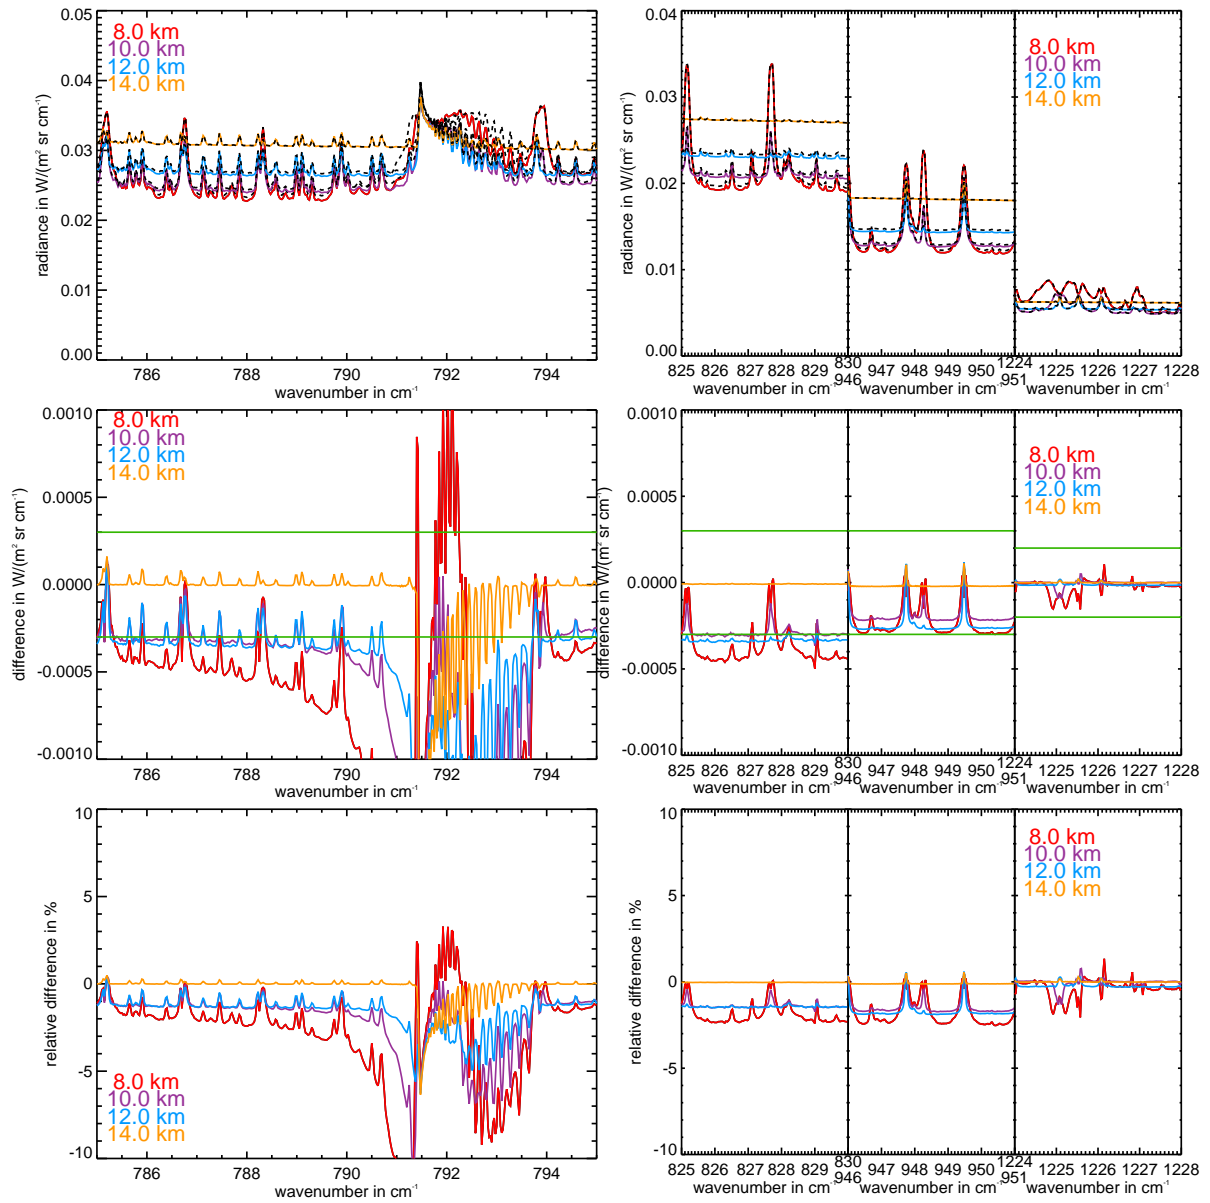 0.05
0.04
0.03
0.02
0.01
0.00
radiance in W/(m² sr cm⁻¹)
8.0 km
10.0 km
12.0 km
14.0 km
786
788
790
792
794
wavenumber in cm⁻¹
0.04
0.03
0.02
0.01
0.00
radiance in W/(m² sr cm⁻¹)
8.0 km
10.0 km
12.0 km
14.0 km
825 826 827 828 829 830
946 947 948 949 950 951
1224 1225 1226 1227 1228
wavenumber in cm⁻¹ wavenumber in cm⁻¹ wavenumber in cm⁻¹
0.0010
0.0005
0.0000
-0.0005
-0.0010
difference in W/(m² sr cm⁻¹)
8.0 km
10.0 km
12.0 km
14.0 km
786
788
790
792
794
wavenumber in cm⁻¹
0.0010
0.0005
0.0000
-0.0005
-0.0010
difference in W/(m² sr cm⁻¹)
8.0 km
10.0 km
12.0 km
14.0 km
825 826 827 828 829 830
946 947 948 949 950 951
1224 1225 1226 1227 1228
wavenumber in cm⁻¹ wavenumber in cm⁻¹ wavenumber in cm⁻¹
10
5
0
-5
-10
relative difference in %
8.0 km
10.0 km
12.0 km
14.0 km
786
788
790
792
794
wavenumber in cm⁻¹
10
5
0
-5
-10
relative difference in %
8.0 km
10.0 km
12.0 km
14.0 km
825 826 827 828 829 830
946 947 948 949 950 951
1224 1225 1226 1227 1228
wavenumber in cm⁻¹ wavenumber in cm⁻¹ wavenumber in cm⁻¹